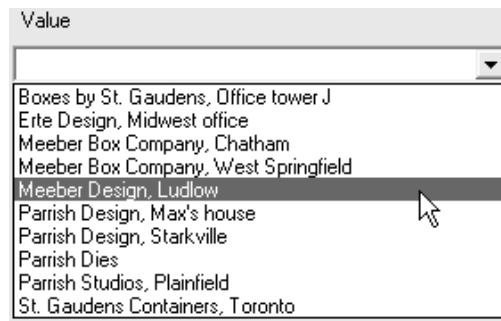 Value
Boxes by St. Gaudens, Office tower J
Erte Design, Midwest office
Meeber Box Company, Chatham
Meeber Box Company, West Springfield
Meeber Design, Ludlow
Parrish Design, Max's house
Parrish Design, Starkville
Parrish Dies
Parrish Studios, Plainfield
St. Gaudens Containers, Toronto